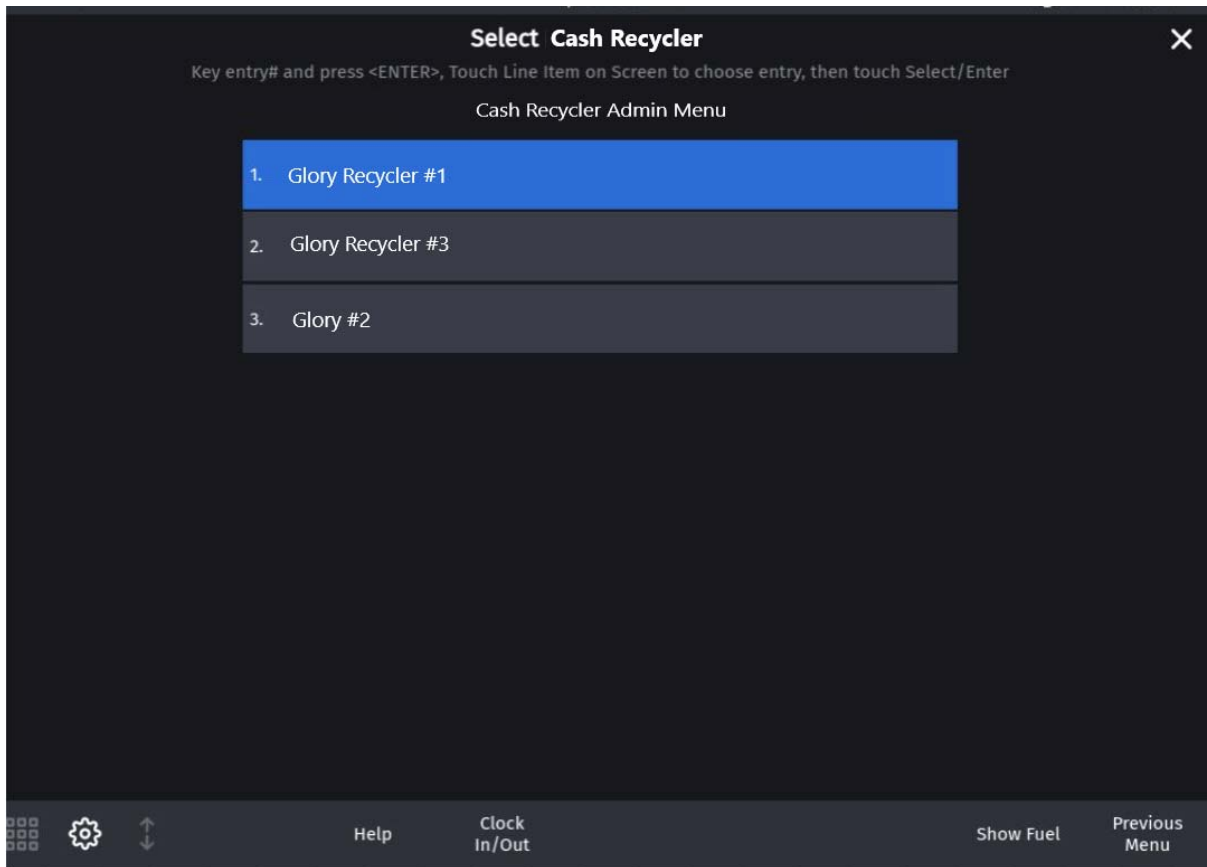 Select Cash Recycler
Key entry# and press <ENTER>, Touch Line Item on Screen to choose entry, then touch Select/Enter
Cash Recycler Admin Menu
1. Glory Recycler #1
2. Glory Recycler #3
3. Glory #2
Help
Clock
In/Out
Show Fuel
Previous
Menu